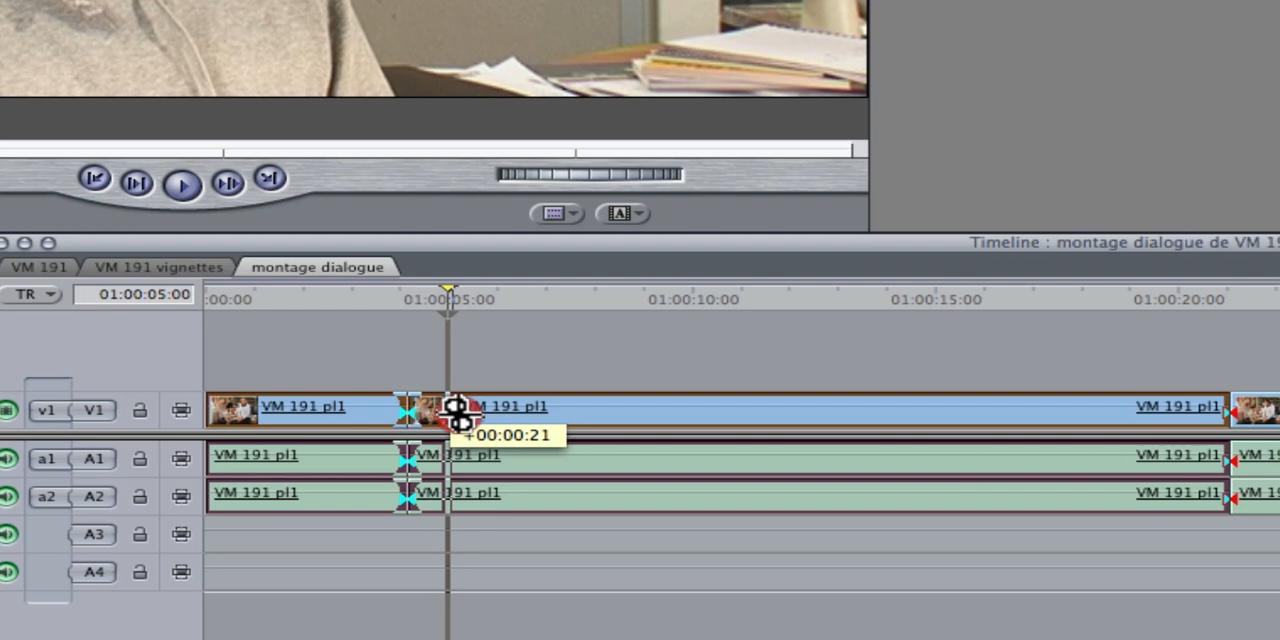 Timeline : montage dialogue de VM
VM 191 VM 191 vignettes montage dialogue
TR 01:00:05:00 :00:00 01:00:05:00 01:00:10:00 01:00:15:00 01:00:20:00
v1 V1 VM 191 pl1 VM 191 pl1 VM 191 pl1
+00:00:21
a1 A1 VM 191 pl1 VM 191 pl1 VM 191 pl1 VM
a2 A2 VM 191 pl1 VM 191 pl1 VM 191 pl1 VM
A3
A4